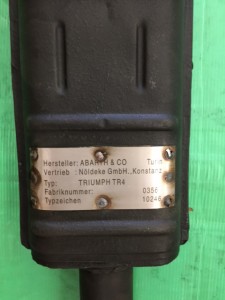 Hersteller: ABARTH & CO Turin
Vertrieb : Nöldeke GmbH., Konstanz
Typ: TRIUMPH TR4
Fabriknummer: 0356
Typzeichen 10246